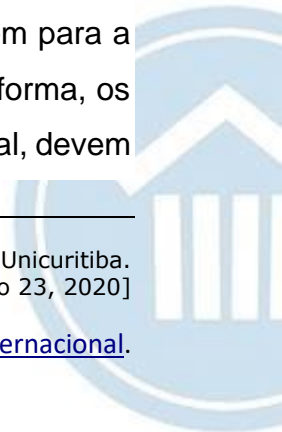 m para a
forma, os
al, devem
Unicuritiba.
o 23, 2020]
ernacional.